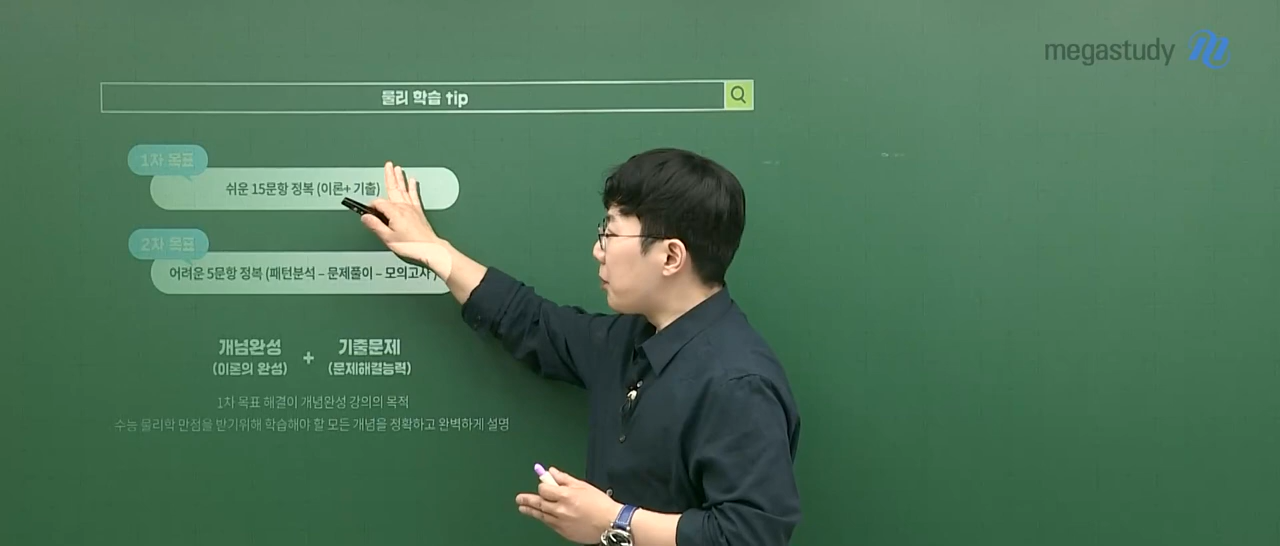 megastudy
물리 학습 tip
1차 목표
쉬운 15문항 정복 (이론+ 기출)
2차 목표
어려운 5문항 정복 (패턴분석 – 문제풀이 – 모의고사 )
개념완성 + 기출문제
(이론의 완성) (문제해결능력)
1차 목표 해결이 개념완성 강의의 목적
수능 물리학 만점을 받기위해 학습해야 할 모든 개념을 정확하고 완벽하게 설명